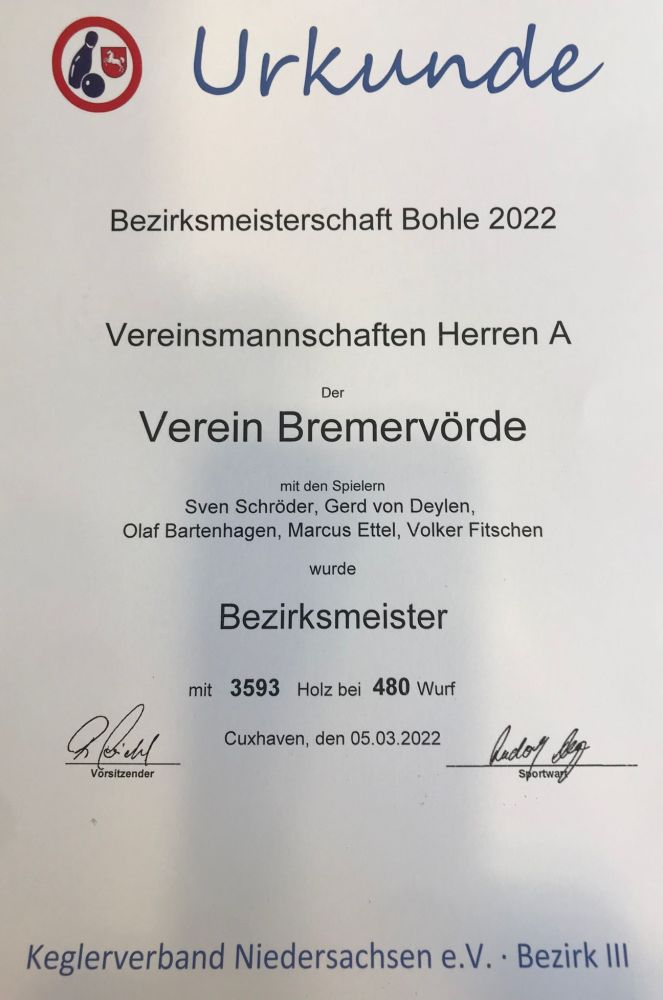 Urkunde
Bezirksmeisterschaft Bohle 2022
Vereinsmannschaften Herren A
Der
Verein Bremervörde
mit den Spielern
Sven Schröder, Gerd von Deylen,
Olaf Bartenhagen, Marcus Ettel, Volker Fitschen
wurde
Bezirksmeister
mit 3593 Holz bei 480 Wurf
Cuxhaven, den 05.03.2022
Vorsitzender
Sportwart
Keglerverband Niedersachsen e.V. · Bezirk III